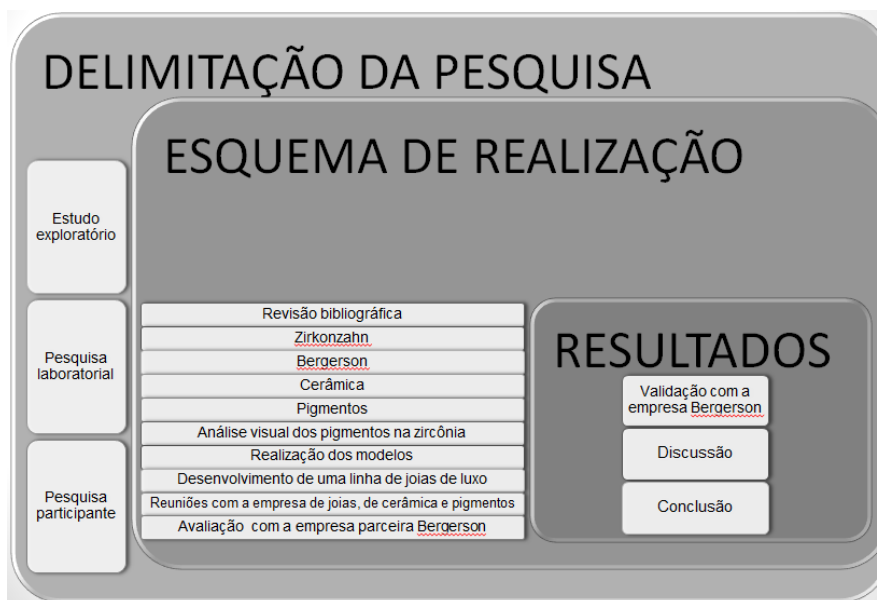 DELIMITAÇÃO DA PESQUISA
ESQUEMA DE REALIZAÇÃO
Estudo
exploratório
Pesquisa
laboratorial
Pesquisa
participante
Revisão bibliográfica
Zirkonzahn
Bergerson
Cerâmica
Pigmentos
Análise visual dos pigmentos na zircônia
Realização dos modelos
Desenvolvimento de uma linha de joias de luxo
Reuniões com a empresa de joias, de cerâmica e pigmentos
Avaliação com a empresa parceira Bergerson
RESULTADOS
Validação com a
empresa Bergerson
Discussão
Conclusão